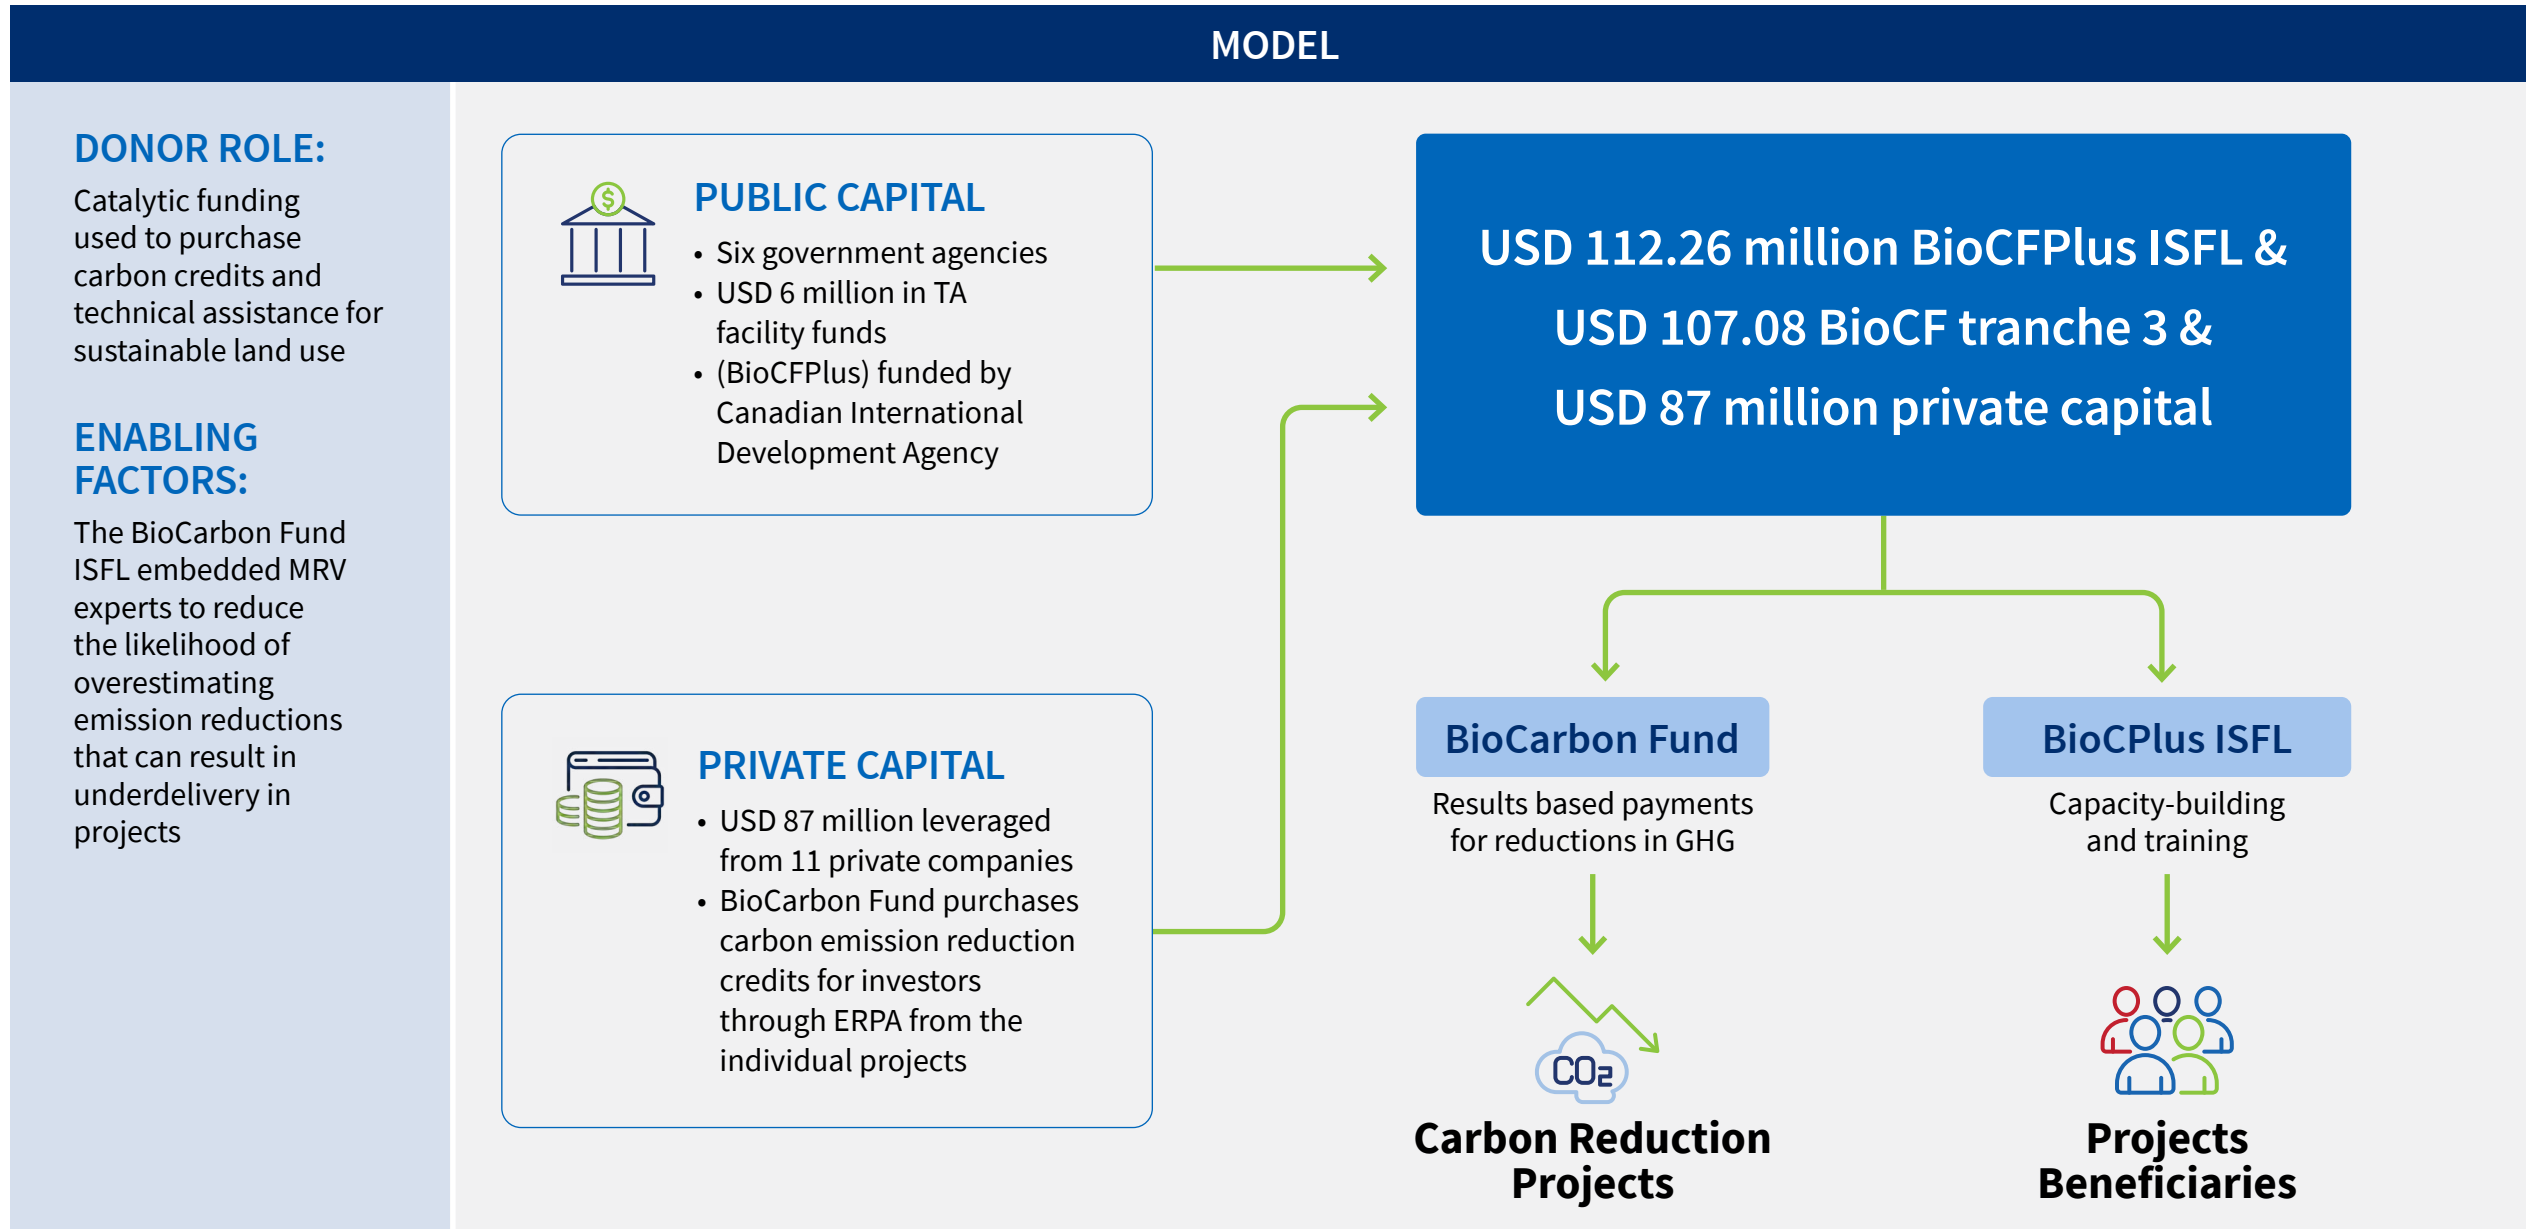 MODEL
DONOR ROLE:
Catalytic funding
used to purchase
carbon credits and
technical assistance for
sustainable land use
ENABLING
FACTORS:
The BioCarbon Fund
ISFL embedded MRV
experts to reduce
the likelihood of
overestimating
emission reductions
that can result in
underdelivery in
projects
$
PUBLIC CAPITAL
• Six government agencies
• USD 6 million in TA
facility funds
• (BioCFPlus) funded by
Canadian International
Development Agency
PRIVATE CAPITAL
• USD 87 million leveraged
from 11 private companies
• BioCarbon Fund purchases
carbon emission reduction
credits for investors
through ERPA from the
individual projects
USD 112.26 million BioCFPlus ISFL &
USD 107.08 BioCF tranche 3 &
USD 87 million private capital
BioCarbon Fund
Results based payments
for reductions in GHG
CO₂
Carbon Reduction
Projects
BioCPlus ISFL
Capacity-building
and training
Projects
Beneficiaries